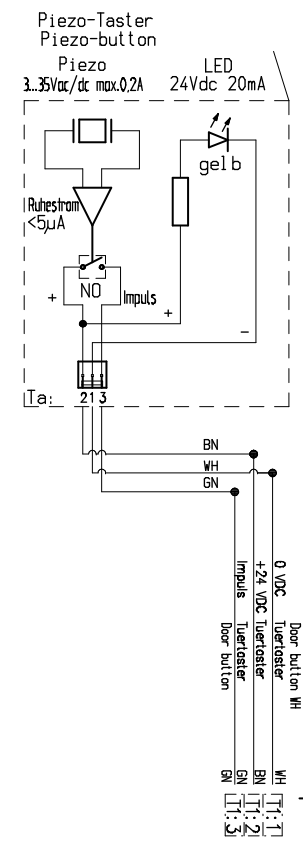 Piezo-Taster
Piezo-button
Piezo
3...35Vac/dc max.0,2A
LED
24Vdc 20mA
gelb
Ruhestrom
<5µA
NO
+
Impuls
+
-
Ta:
2 1 3
BN
WH
GN
Door button WH
0 VDC Tuertaster WH
+24 VDC Tuertaster BN
Impuls Tuertaster GN
Door button GN
T1:3
T1:2
T1:1